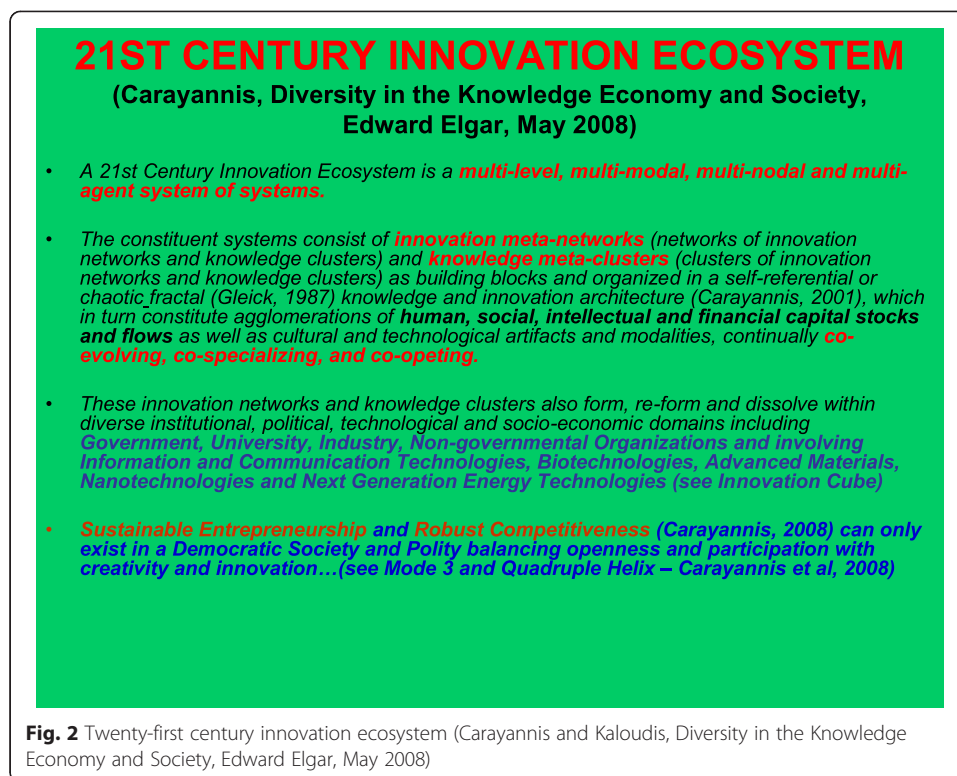 21ST CENTURY INNOVATION ECOSYSTEM
(Carayannis, Diversity in the Knowledge Economy and Society,
Edward Elgar, May 2008)
• A 21st Century Innovation Ecosystem is a multi-level, multi-modal, multi-nodal and multi-
agent system of systems.
• The constituent systems consist of innovation meta-networks (networks of innovation
networks and knowledge clusters) and knowledge meta-clusters (clusters of innovation
networks and knowledge clusters) as building blocks and organized in a self-referential or
chaotic fractal (Gleick, 1987) knowledge and innovation architecture (Carayannis, 2001), which
in turn constitute agglomerations of human, social, intellectual and financial capital stocks
and flows as well as cultural and technological artifacts and modalities, continually co-
evolving, co-specializing, and co-opeting.
• These innovation networks and knowledge clusters also form, re-form and dissolve within
diverse institutional, political, technological and socio-economic domains including
Government, University, Industry, Non-governmental Organizations and involving
Information and Communication Technologies, Biotechnologies, Advanced Materials,
Nanotechnologies and Next Generation Energy Technologies (see Innovation Cube)
• Sustainable Entrepreneurship and Robust Competitiveness (Carayannis, 2008) can only
exist in a Democratic Society and Polity balancing openness and participation with
creativity and innovation…(see Mode 3 and Quadruple Helix – Carayannis et al, 2008)
Fig. 2 Twenty-first century innovation ecosystem (Carayannis and Kaloudis, Diversity in the Knowledge
Economy and Society, Edward Elgar, May 2008)